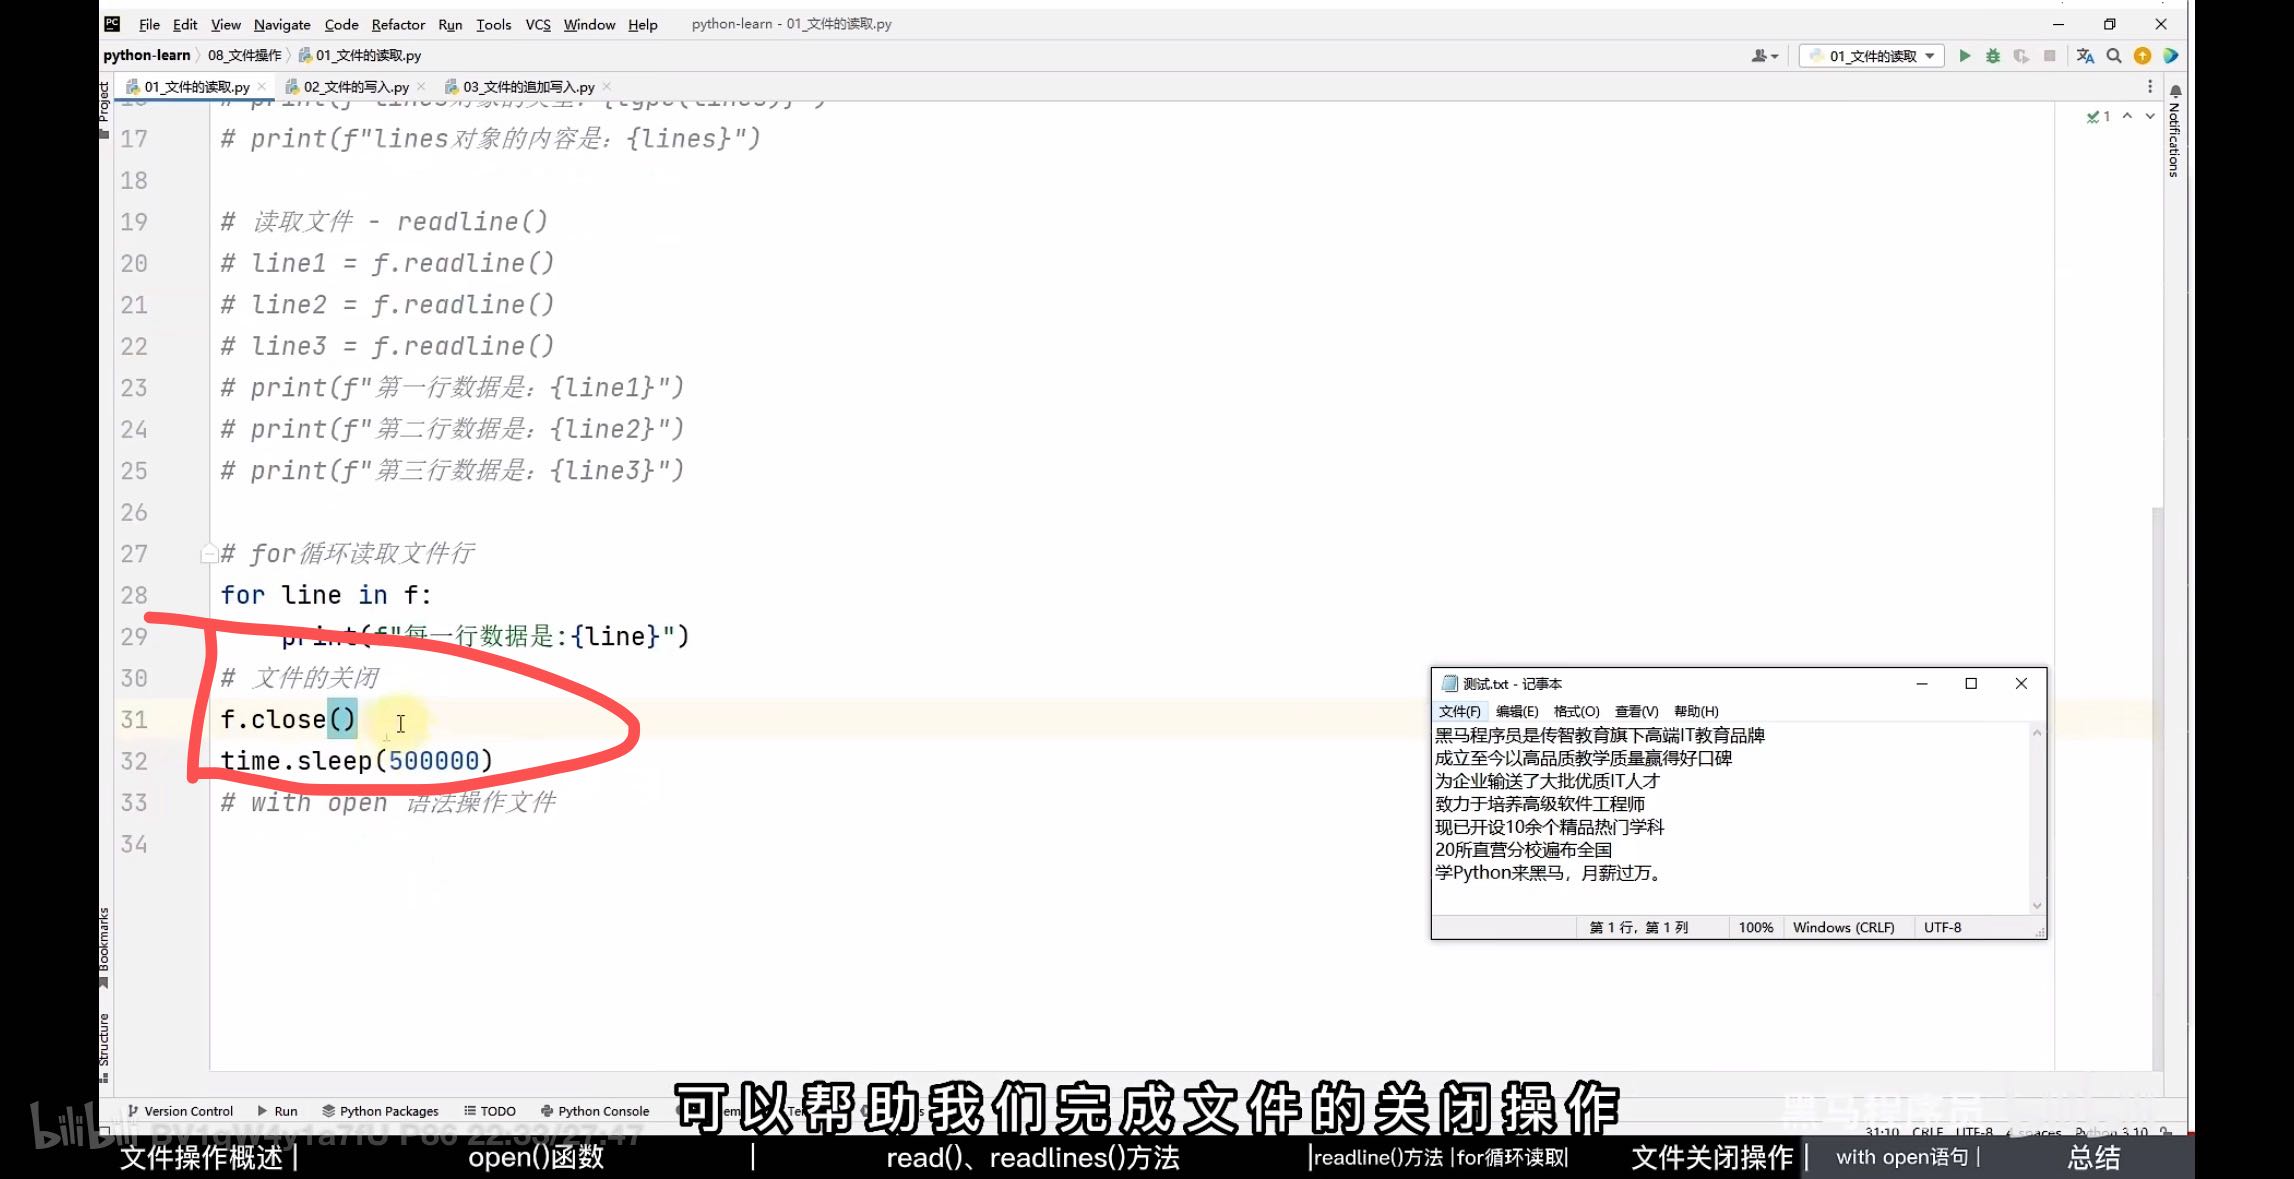 File Edit View Navigate Code Refactor Run Tools VCS Window Help python-learn - 01_文件的读取.py
python-learn 08_文件操作 01_文件的读取.py 01_文件的读取
01_文件的读取.py 02_文件的写入.py 03_文件的追加写入.py
Project
Notifications
1
17 # print(f"lines对象的内容是：{lines}")
18
19 # 读取文件 - readline()
20 # line1 = f.readline()
21 # line2 = f.readline()
22 # line3 = f.readline()
23 # print(f"第一行数据是：{line1}")
24 # print(f"第二行数据是：{line2}")
25 # print(f"第三行数据是：{line3}")
26
27 # for循环读取文件行
28 for line in f:
29 print(f"每一行数据是:{line}")
30 # 文件的关闭
31 f.close()
32 time.sleep(500000)
33 # with open 语法操作文件
34
测试.txt - 记事本
文件(F) 编辑(E) 格式(O) 查看(V) 帮助(H)
黑马程序员是传智教育旗下高端IT教育品牌
成立至今以高品质教学质量赢得好口碑
为企业输送了大批优质IT人才
致力于培养高级软件工程师
现已开设10余个精品热门学科
20所直营分校遍布全国
学Python来黑马，月薪过万。
第 1 行，第 1 列 100% Windows (CRLF) UTF-8
Bookmarks
Structure
Version Control Run Python Packages TODO Python Console
可以帮助我们完成文件的关闭操作
黑马程序员
bilibili BV1qW4y1a7fU P86 22:33/27:47
31:10 CRLF UTF-8 4 spaces Python 3.10
文件操作概述| open()函数 | read()、readlines()方法 |readline()方法 |for循环读取| 文件关闭操作 | with open语句 | 总结